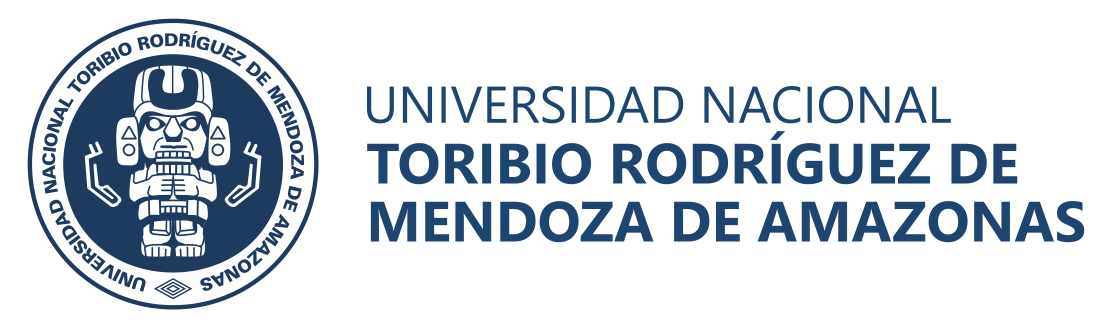 UNIVERSIDAD NACIONAL TORIBIO RODRÍGUEZ DE MENDOZA DE AMAZONAS
UNIVERSIDAD NACIONAL
TORIBIO RODRÍGUEZ DE
MENDOZA DE AMAZONAS